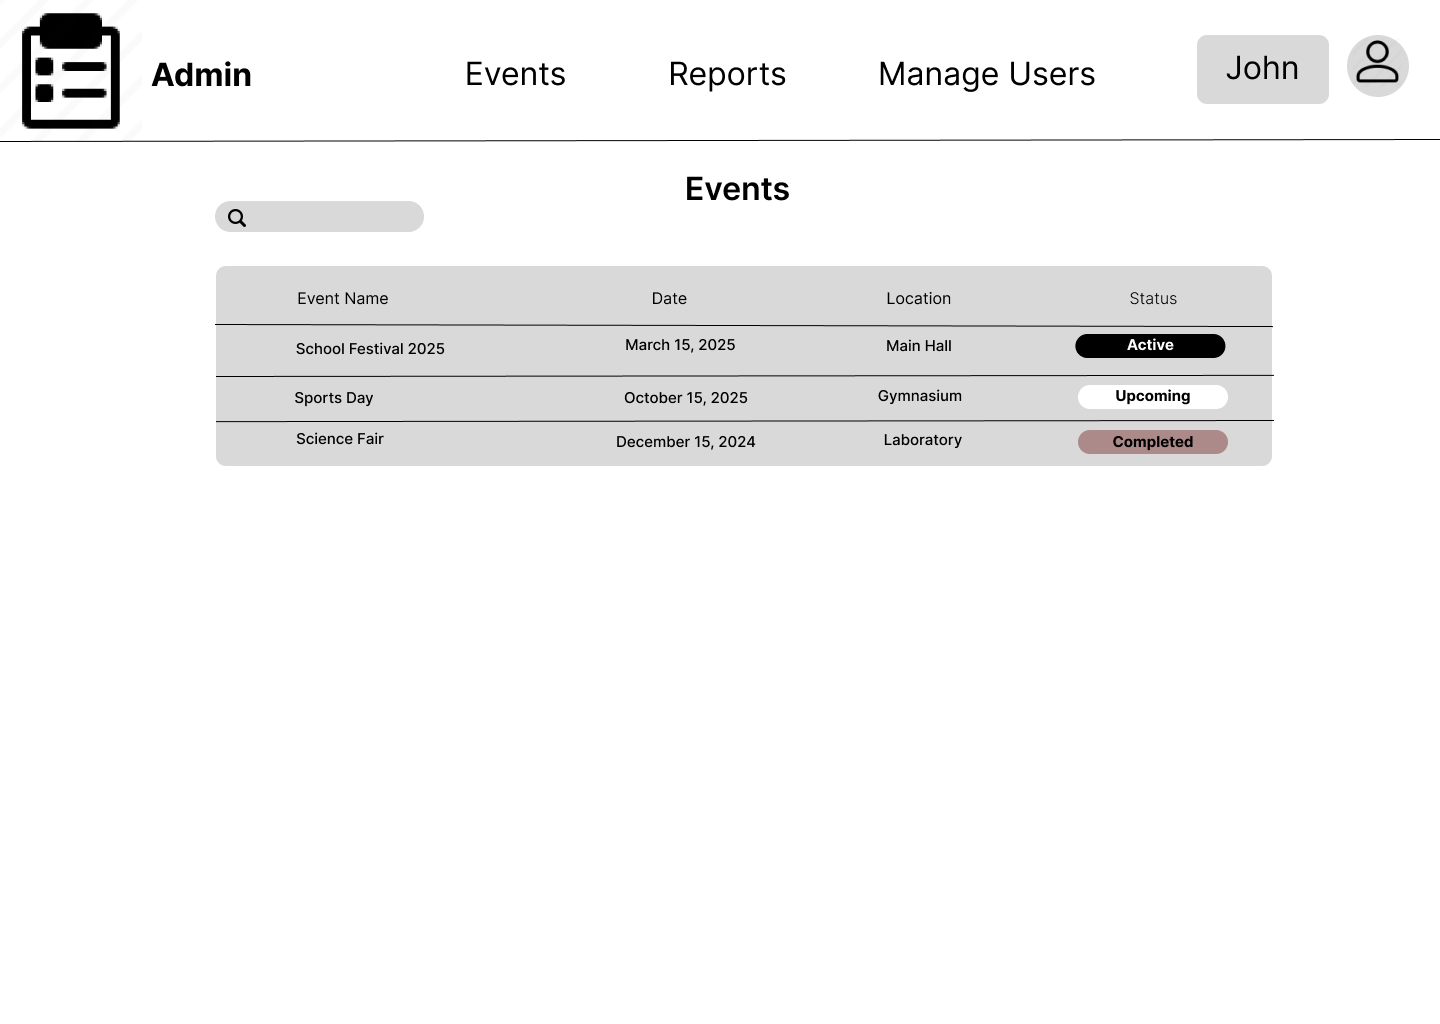 Admin Events Reports Manage Users John
Events
Event Name Date Location Status
School Festival 2025 March 15, 2025 Main Hall Active
Sports Day October 15, 2025 Gymnasium Upcoming
Science Fair December 15, 2024 Laboratory Completed